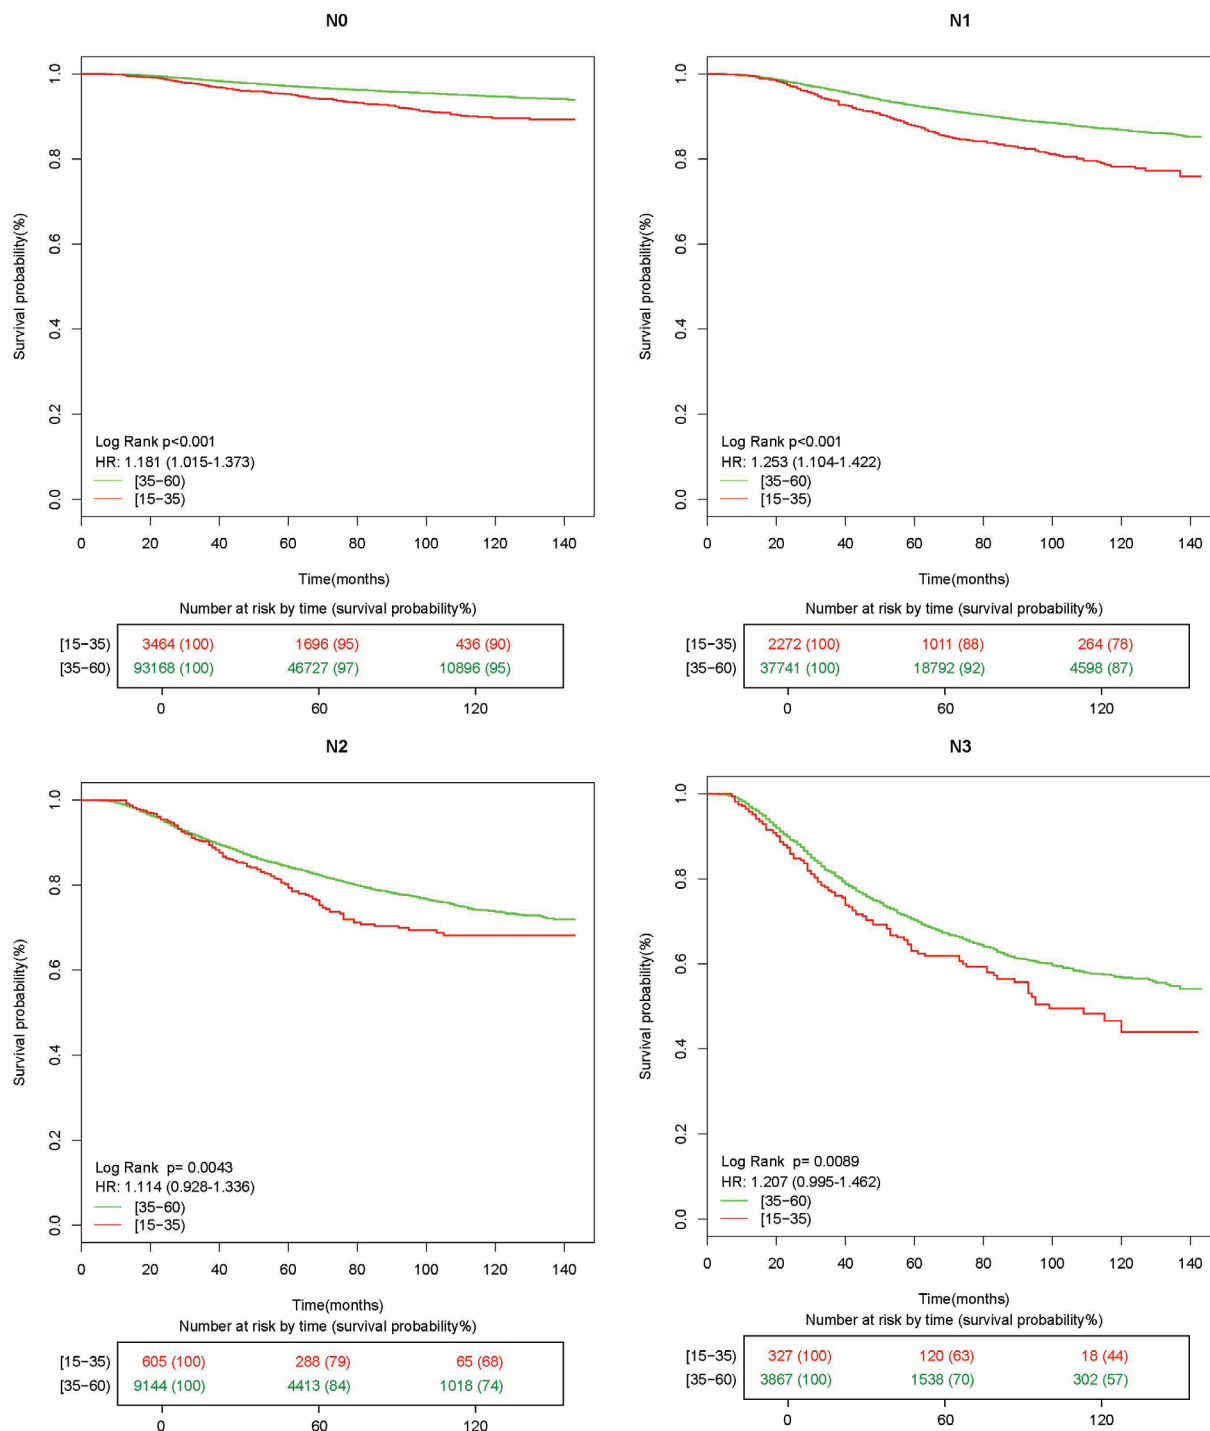 N0
1.0
0.8
0.6
0.4
0.2
0.0
Survival probability(%)
Log Rank p<0.001
HR: 1.181 (1.015-1.373)
[35−60)
[15−35)
0 20 40 60 80 100 120 140
Time(months)
Number at risk by time (survival probability%)
[15−35) 3464 (100) 1696 (95) 436 (90)
[35−60) 93168 (100) 46727 (97) 10896 (95)
0 60 120
N1
1.0
0.8
0.6
0.4
0.2
0.0
Survival probability(%)
Log Rank p<0.001
HR: 1.253 (1.104-1.422)
[35−60)
[15−35)
0 20 40 60 80 100 120 140
Time(months)
Number at risk by time (survival probability%)
[15−35) 2272 (100) 1011 (88) 264 (78)
[35−60) 37741 (100) 18792 (92) 4598 (87)
0 60 120
N2
1.0
0.8
0.6
0.4
0.2
0.0
Survival probability(%)
Log Rank p= 0.0043
HR: 1.114 (0.928-1.336)
[35−60)
[15−35)
0 20 40 60 80 100 120 140
Time(months)
Number at risk by time (survival probability%)
[15−35) 605 (100) 288 (79) 65 (68)
[35−60) 9144 (100) 4413 (84) 1018 (74)
0 60 120
N3
1.0
0.8
0.6
0.4
0.2
0.0
Survival probability(%)
Log Rank p= 0.0089
HR: 1.207 (0.995-1.462)
[35−60)
[15−35)
0 20 40 60 80 100 120 140
Time(months)
Number at risk by time (survival probability%)
[15−35) 327 (100) 120 (63) 18 (44)
[35−60) 3867 (100) 1538 (70) 302 (57)
0 60 120